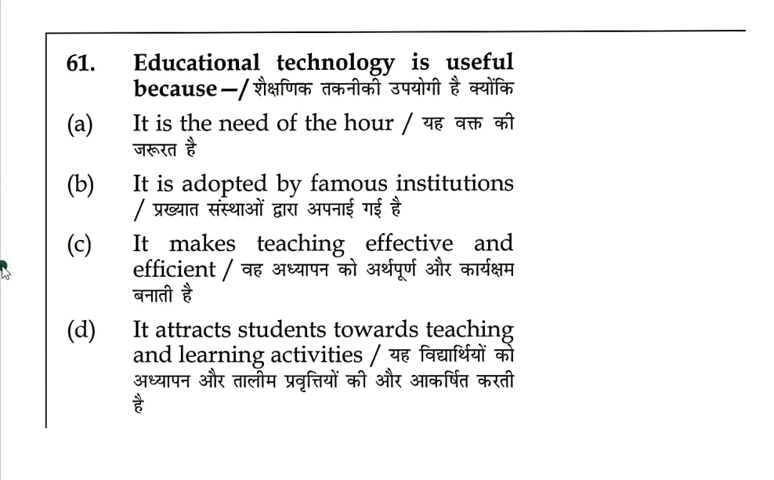 61. Educational technology is useful
because—/ शैक्षणिक तकनीकी उपयोगी है क्योंकि
(a) It is the need of the hour / यह वक्त की
जरूरत है
(b) It is adopted by famous institutions
/ प्रख्यात संस्थाओं द्वारा अपनाई गई है
(c) It makes teaching effective and
efficient / वह अध्यापन को अर्थपूर्ण और कार्यक्षम
बनाती है
(d) It attracts students towards teaching
and learning activities / यह विद्यार्थियों को
अध्यापन और तालीम प्रवृत्तियों की और आकर्षित करती
है